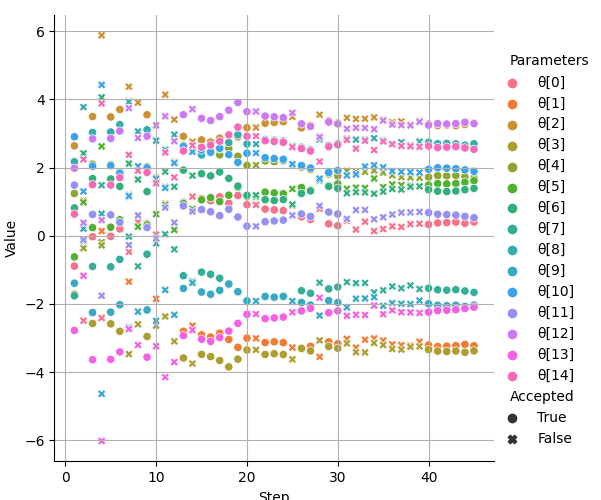 6
4
2
0
−2
−4
−6
Value
0
10
20
30
40
Step
Parameters
θ[0]
θ[1]
θ[2]
θ[3]
θ[4]
θ[5]
θ[6]
θ[7]
θ[8]
θ[9]
θ[10]
θ[11]
θ[12]
θ[13]
θ[14]
Accepted
True
False